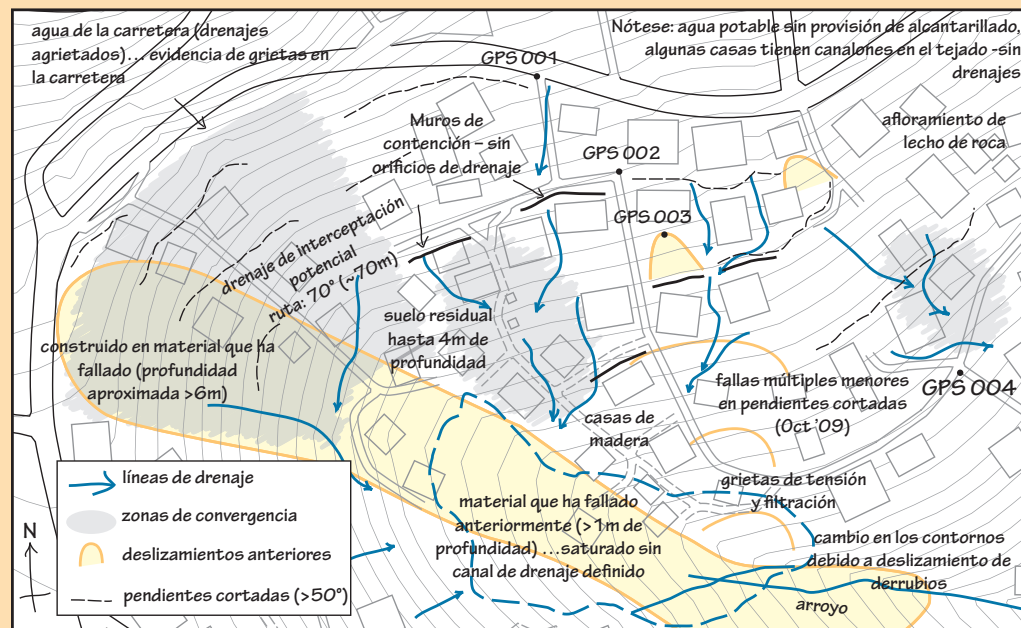 agua de la carretera (drenajes
agrietados)... evidencia de grietas en
la carretera
Nótese: agua potable sin provisión de alcantarillado,
algunas casas tienen canalones en el tejado -sin
drenajes
GPS 001
Muros de
contención – sin
orificios de drenaje
GPS 002
afloramiento de
lecho de roca
GPS 003
drenaje de interceptación
potencial
ruta: 70° (~70m)
suelo residual
hasta 4m de
profundidad
construido en material que ha
fallado (profundidad
aproximada >6m)
fallas múltiples menores
en pendientes cortadas
(Oct '09)
GPS 004
casas de
madera
grietas de tensión
y filtración
material que ha fallado
anteriormente (>1m de
profundidad) ...saturado sin
canal de drenaje definido
cambio en los contornos
debido a deslizamiento de
derrubios
arroyo
N
líneas de drenaje
zonas de convergencia
deslizamientos anteriores
pendientes cortadas (>50°)